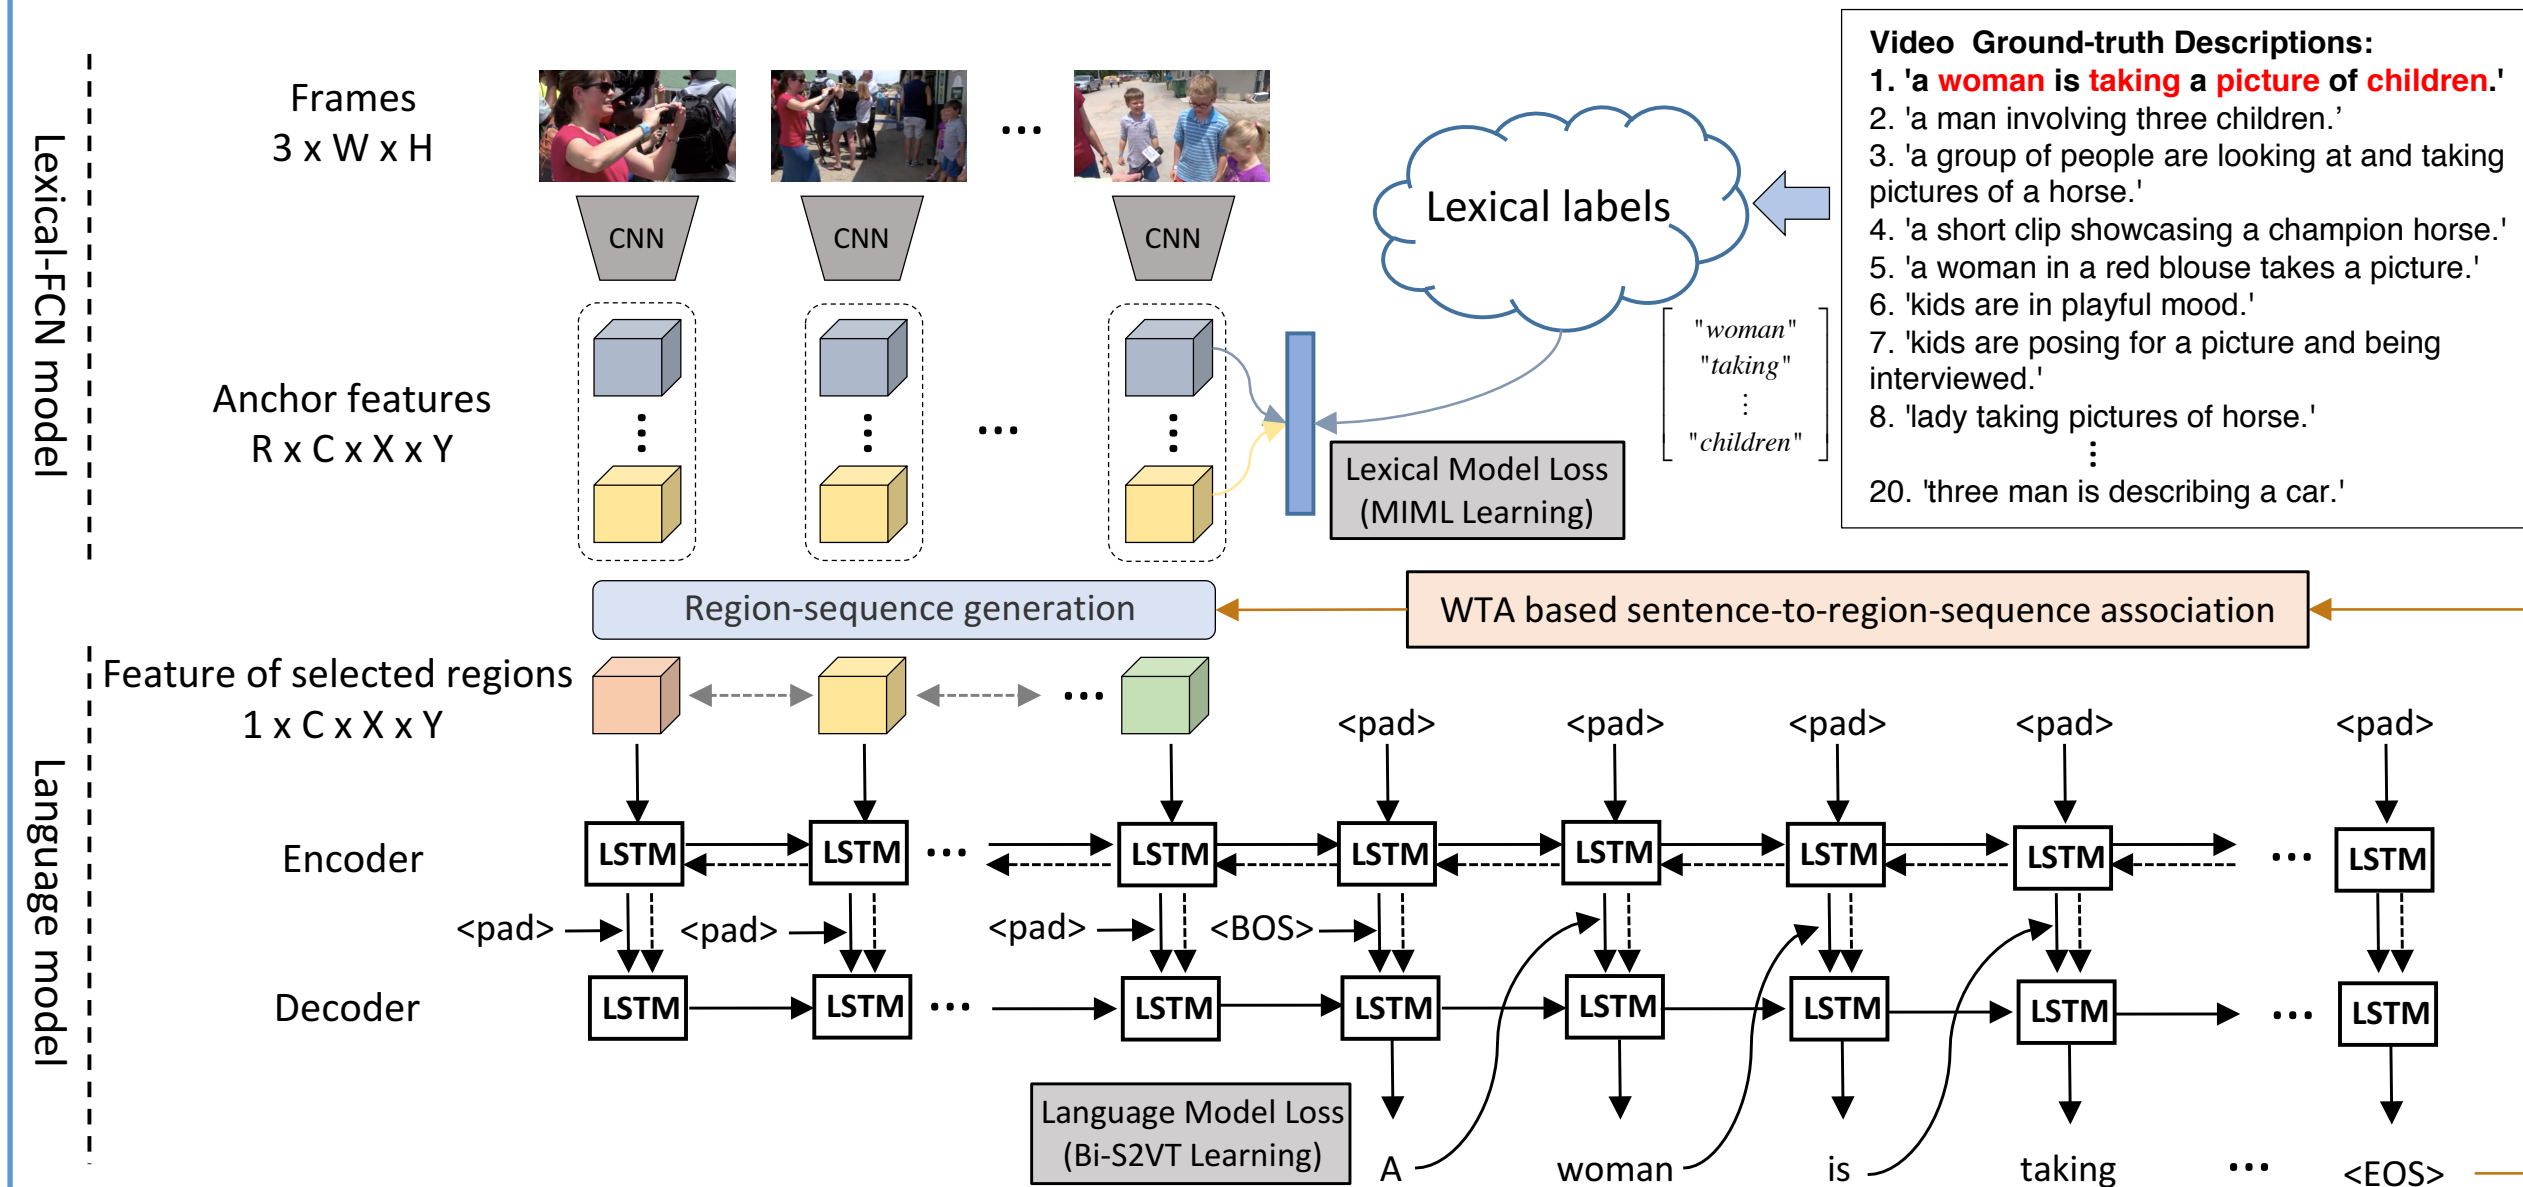 Lexical-FCN model
Frames
3 x W x H
CNN
CNN
CNN
...
Anchor features
R x C x X x Y
...
Lexical labels
Lexical Model Loss
(MIML Learning)
"woman"
"taking"
⋮
"children"
Video  Ground-truth Descriptions:
1. 'a woman is taking a picture of children.'
2. 'a man involving three children.'
3. 'a group of people are looking at and taking
pictures of a horse.'
4. 'a short clip showcasing a champion horse.'
5. 'a woman in a red blouse takes a picture.'
6. 'kids are in playful mood.'
7. 'kids are posing for a picture and being
interviewed.'
8. 'lady taking pictures of horse.'
⋮
20. 'three man is describing a car.'
Region-sequence generation
WTA based sentence-to-region-sequence association
Language model
Feature of selected regions
1 x C x X x Y
...
<pad>
<pad>
<pad>
<pad>
<pad>
Encoder
LSTM
LSTM
...
LSTM
LSTM
LSTM
LSTM
LSTM
...
LSTM
<pad>
<pad>
<pad>
<BOS>
Decoder
LSTM
LSTM
...
LSTM
LSTM
LSTM
LSTM
LSTM
...
LSTM
Language Model Loss
(Bi-S2VT Learning)
A
woman
is
taking
...
<EOS>